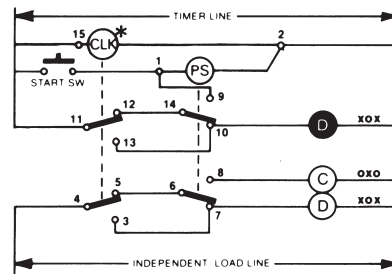 TIMER LINE
15 CLK * 2
START SW 1 PS
9
12 14
11 10 D XOX
13
8 C OXO
5 6
4 7 D XOX
3
INDEPENDENT LOAD LINE